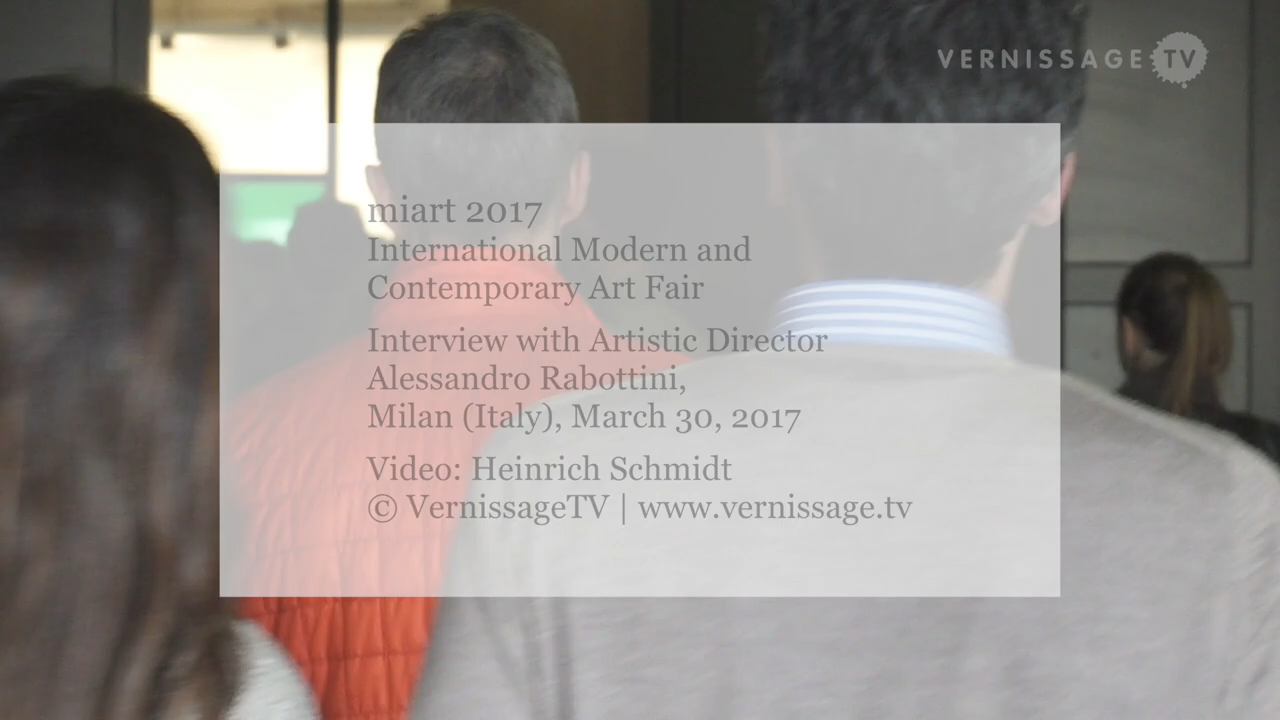 VERNISSAGE TV
miart 2017
International Modern and
Contemporary Art Fair
Interview with Artistic Director
Alessandro Rabottini,
Milan (Italy), March 30, 2017
Video: Heinrich Schmidt
© VernissageTV | www.vernissage.tv